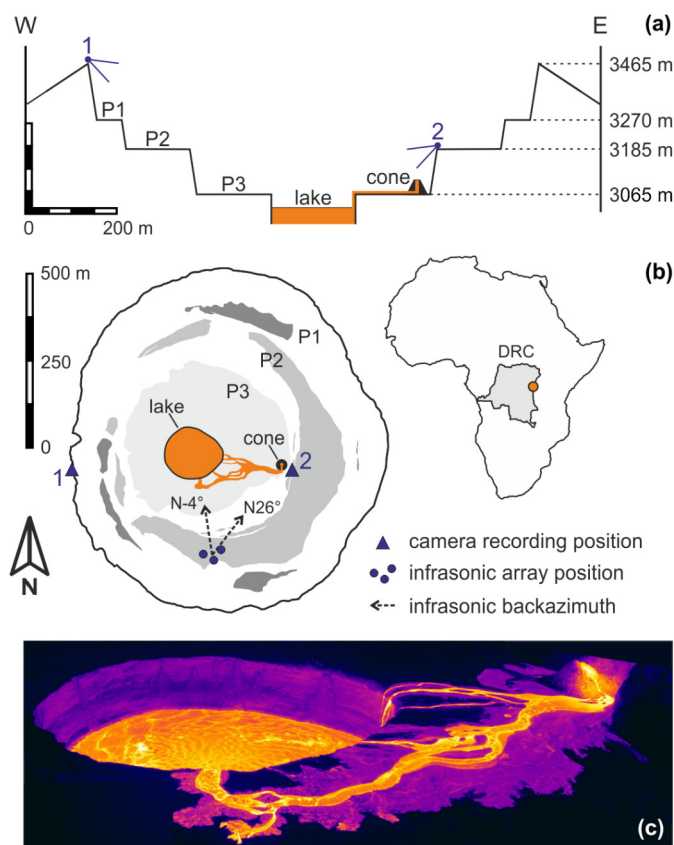 W
E
(a)
1
3465 m
P1
3270 m
P2
2
3185 m
P3
cone
lake
3065 m
0
200 m
500 m
(b)
250
0
P1
P2
P3
lake
cone
1
2
N-4°
N26°
DRC
N
camera recording position
infrasonic array position
infrasonic backazimuth
(c)